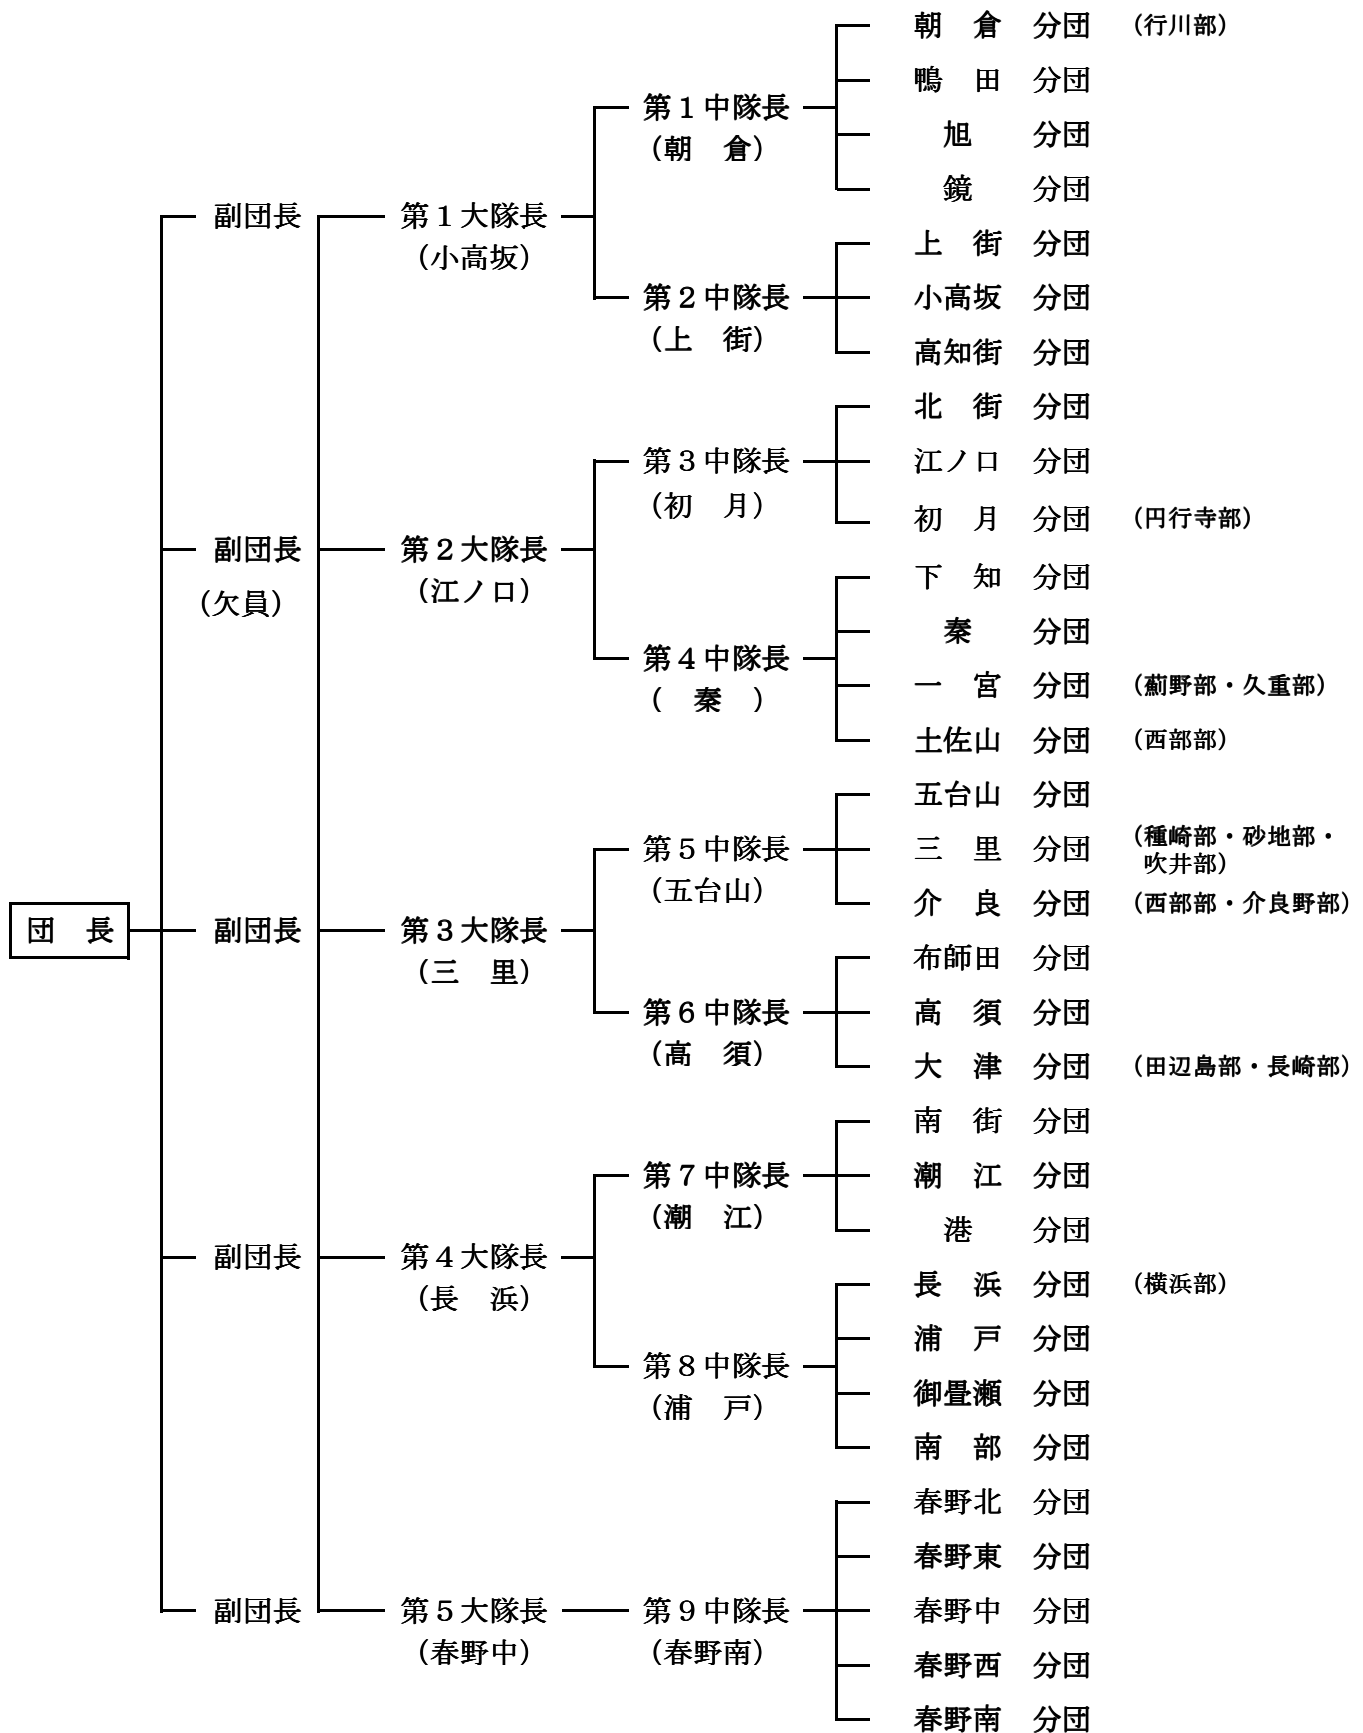 朝　倉　分団　（行川部）
鴨　田　分団
第１中隊長
旭　分団
（朝　倉）
鏡　分団
副団長　第１大隊長
（小高坂）
上　街　分団
第２中隊長　小高坂　分団
（上　街）
高知街　分団
北　街　分団
第３中隊長　江ノ口　分団
（初　月）
初　月　分団　（円行寺部）
副団長　第２大隊長
（欠員）　（江ノ口）
下　知　分団
秦　分団
第４中隊長
（　秦　）
一　宮　分団　（薊野部・久重部）
土佐山　分団　（西部部）
五台山　分団
第５中隊長　三　里　分団　（種崎部・砂地部・
吹井部）
（五台山）
介　良　分団　（西部部・介良野部）
団　長　副団長　第３大隊長
（三　里）
布師田　分団
第６中隊長　高　須　分団
（高　須）
大　津　分団　（田辺島部・長崎部）
南　街　分団
第７中隊長　潮　江　分団
（潮　江）
港　分団
副団長　第４大隊長
（長　浜）
長　浜　分団　（横浜部）
浦　戸　分団
第８中隊長
（浦　戸）
御畳瀬　分団
南　部　分団
春野北　分団
春野東　分団
副団長　第５大隊長　第９中隊長　春野中　分団
（春野中）　（春野南）
春野西　分団
春野南　分団